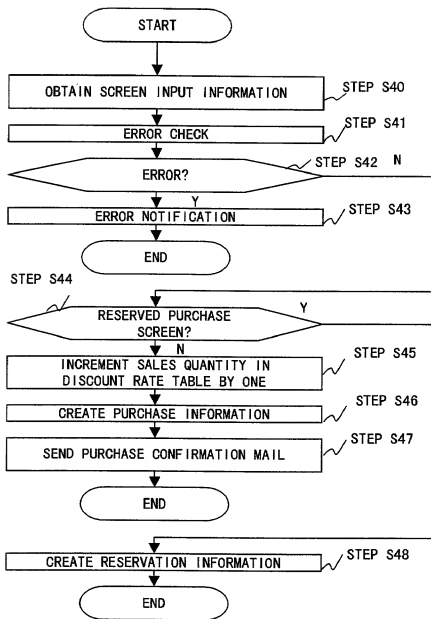 START
OBTAIN SCREEN INPUT INFORMATION
STEP S40
ERROR CHECK
STEP S41
ERROR?
STEP S42
N
Y
ERROR NOTIFICATION
STEP S43
END
STEP S44
RESERVED PURCHASE
SCREEN?
Y
N
INCREMENT SALES QUANTITY IN
DISCOUNT RATE TABLE BY ONE
STEP S45
CREATE PURCHASE INFORMATION
STEP S46
SEND PURCHASE CONFIRMATION MAIL
STEP S47
END
CREATE RESERVATION INFORMATION
STEP S48
END